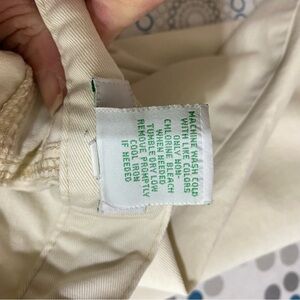 MACHINE WASH COLD
WITH LIKE COLORS
ONLY NON-
CHLORINE BLEACH
WHEN NEEDED
TUMBLE DRY LOW
REMOVE PROMPTLY
COOL IRON
IF NEEDED